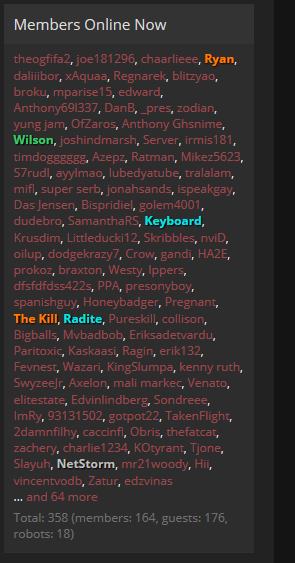 Members Online Now
theogfifa2, joe181296, chaarlieee, Ryan,
daliiibor, xAquaa, Regnarek, blitzyao,
broku, mparise15, edward,
Anthony69l337, DanB, _pres, zodian,
yung jam, OfZaros, Anthony Ghsnime,
Wilson, joshindmarsh, Server, irmis181,
timdogggggg, Azepz, Ratman, Mikez5623,
S7rudl, ayylmao, lubedyatube, tralalam,
mifl, super serb, jonahsands, ispeakgay,
Das Jensen, Bispridiel, golem4001,
dudebro, SamanthaRS, Keyboard,
Krusdim, Littleducki12, Skribbles, nviD,
oilup, dodgekrazy7, Crow, gandi, HA2E,
prokoz, braxton, Westy, Ippers,
dfsfdfdss422s, PPA, presonyboy,
spanishguy, Honeybadger, Pregnant,
The Kill, Radite, Pureskill, collison,
Bigballs, Mvbadbob, Eriksadetvardu,
Paritoxic, Kaskaasi, Ragin, erik132,
Fevnest, Wazari, KingSlumpa, kenny ruth,
SwyzeeJr, Axelon, mali markec, Venato,
elitestate, Edvinlindberg, Sondreee,
ImRy, 93131502, gotpot22, TakenFlight,
2damnfilhy, caccinfl, Obris, thefatcat,
zachery, charlie1234, KOtyrant, Tjone,
Slayuh, NetStorm, mr21woody, Hii,
vincentvodb, Zatur, edzvinas
... and 64 more
Total: 358 (members: 164, guests: 176,
robots: 18)